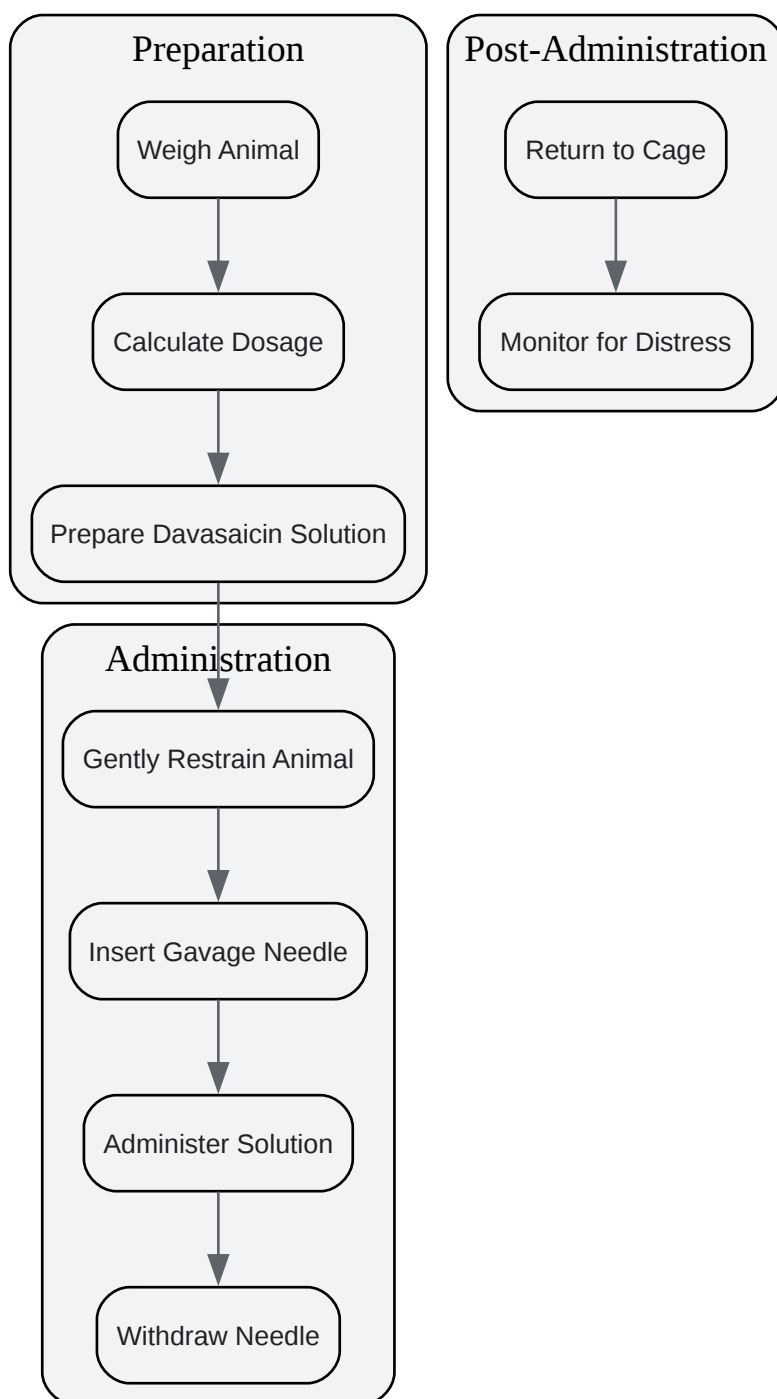 Preparation
Weigh Animal
Calculate Dosage
Prepare Davasaicin Solution
Administration
Gently Restrain Animal
Insert Gavage Needle
Administer Solution
Withdraw Needle
Post-Administration
Return to Cage
Monitor for Distress